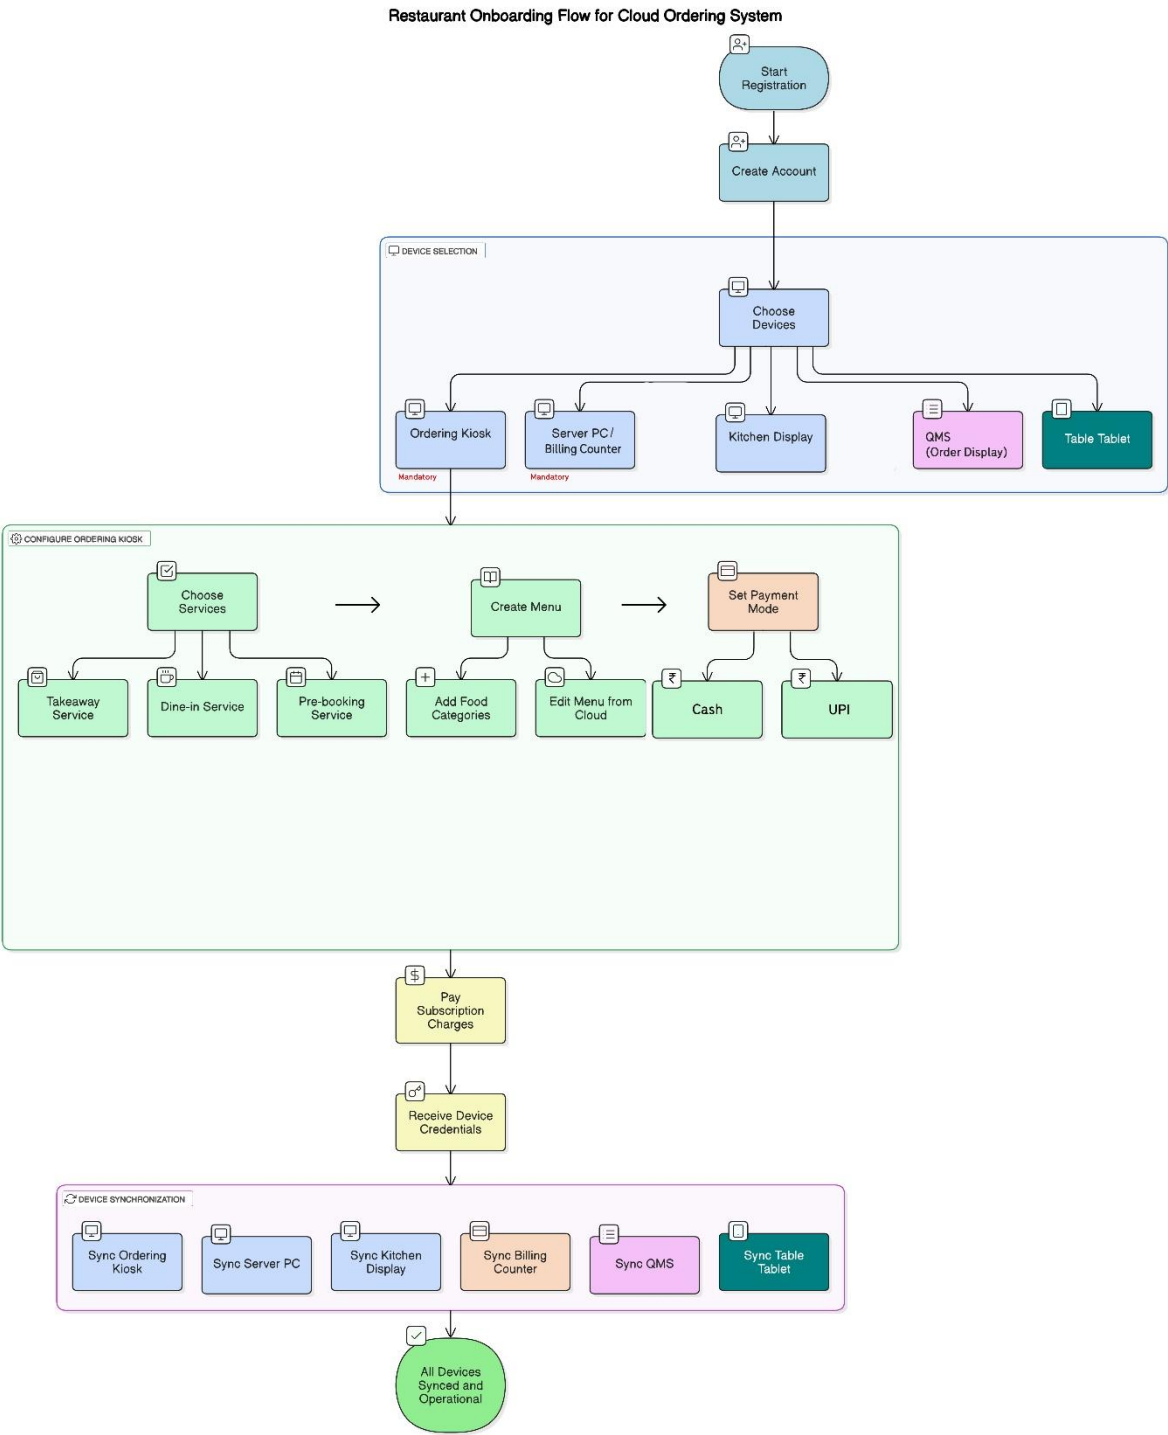 Restaurant Onboarding Flow for Cloud Ordering System
Start
Registration
Create Account
DEVICE SELECTION
Choose
Devices
Ordering Kiosk
Server PC/
Billing Counter
Kitchen Display
QMS
(Order Display)
Table Tablet
Mandatory
Mandatory
CONFIGURE ORDERING KIOSK
Choose
Services
Create Menu
Set Payment
Mode
Takeaway
Service
Dine-in Service
Pre-booking
Service
Add Food
Categories
Edit Menu from
Cloud
₹
Cash
₹
UPI
$
Pay
Subscription
Charges
Receive Device
Credentials
DEVICE SYNCHRONIZATION
Sync Ordering
Kiosk
Sync Server PC
Sync Kitchen
Display
Sync Billing
Counter
Sync QMS
Sync Table
Tablet
All Devices
Synced and
Operational